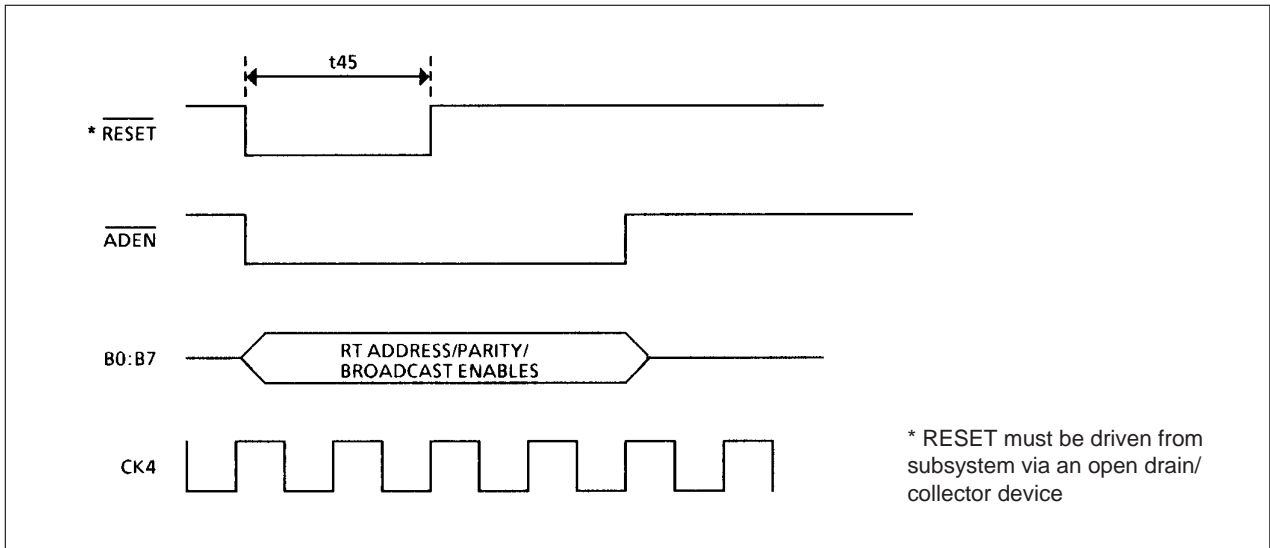 t45
* RESET
ADEN
B0:B7
RT ADDRESS/PARITY/
BROADCAST ENABLES
CK4
* RESET must be driven from
subsystem via an open drain/
collector device